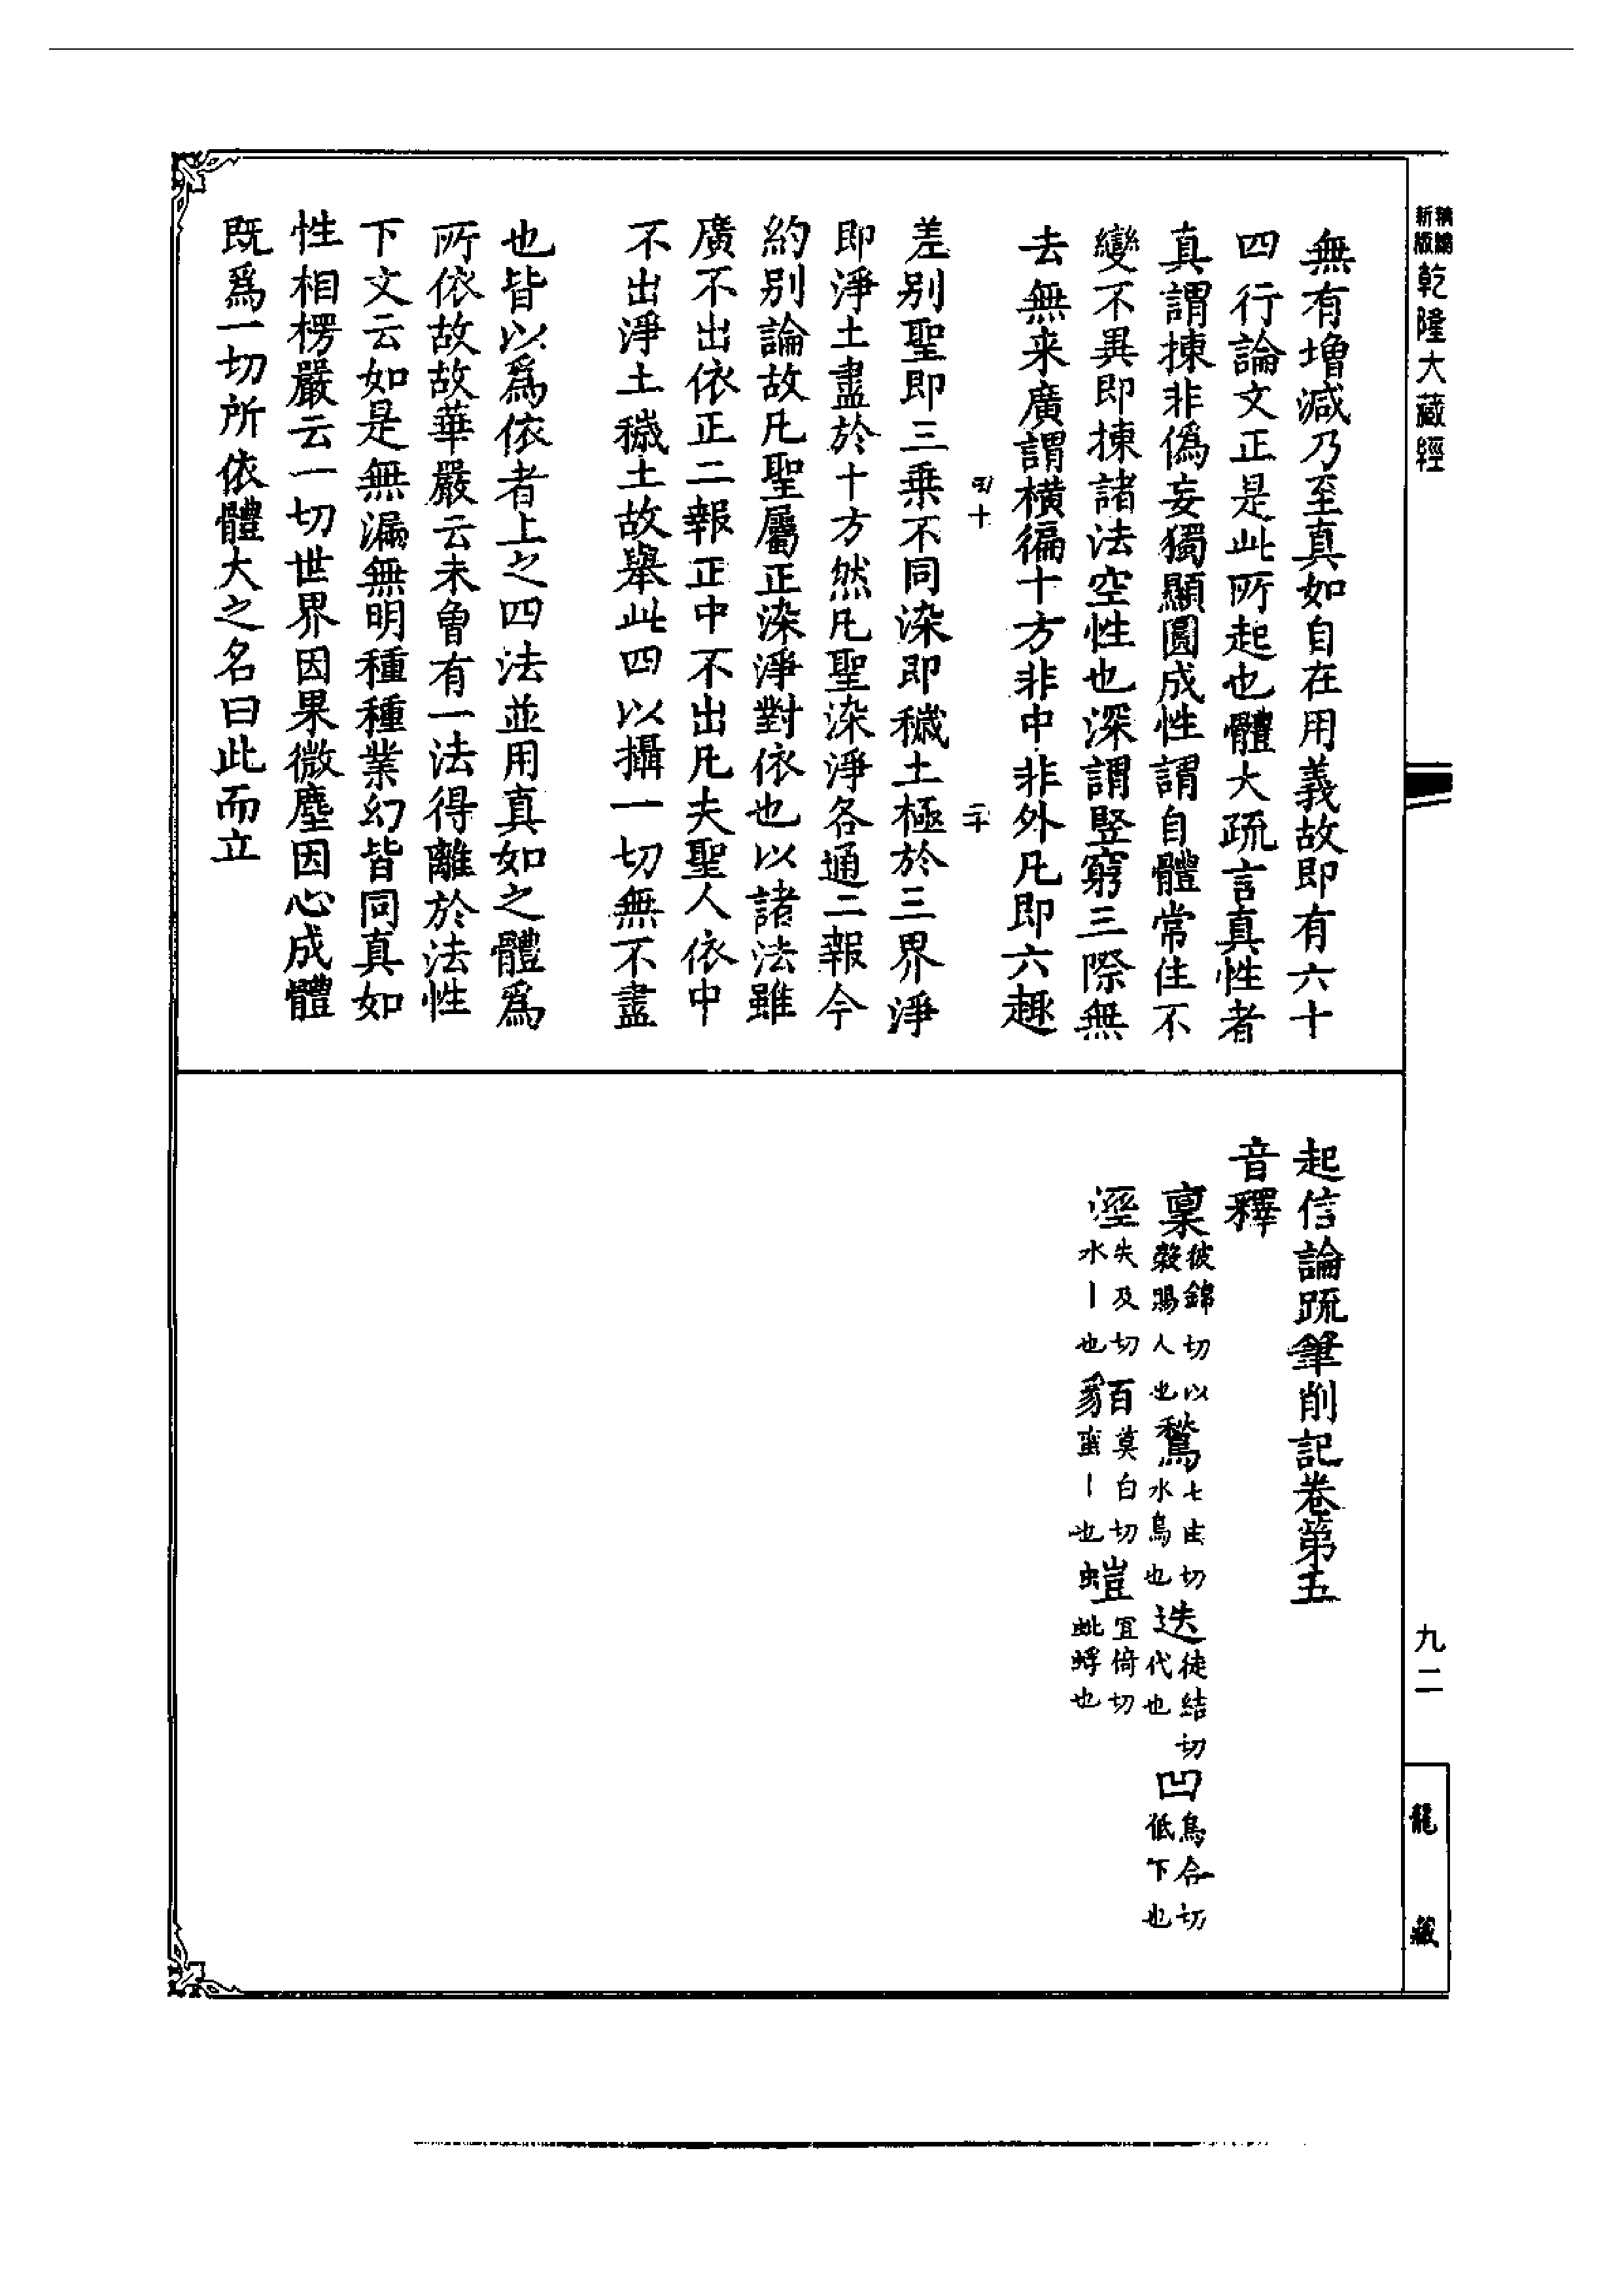 新編
縮版
乾隆大藏經
無有增減乃至真如自在用義故即有六十
四行論文正是此所起也體大疏言真性者
真謂揀非偽妄獨顯圓成性謂自體常住不
變不異即揀諸法空性也深謂豎窮三際無
去無来廣謂橫徧十方非中非外凡即六趣
差別聖即三乗不同染即穢土極於三界淨
即淨土盡於十方然凡聖染淨各通二報今
約別論故凡聖屬正染淨對依也以諸法雖
廣不出依正二報正中不出凡夫聖人依中
不出淨土穢土故舉此四以攝一切無不盡
也皆以爲依者上之四法並用真如之體爲
所依故故華嚴云未曾有一法得離於法性
下文云如是無漏無明種種業幻皆同真如
性相楞嚴云一切世界因果微塵因心成體
既爲一切所依體大之名曰此而立
起信論疏筆削記卷第五
音釋
稟彼錦切以穀賜人也鶖七由切水鳥也迭徒結切代也凹烏合切低下也
溼失及切水丨也貊莫白切蛮丨也螘冝倚切蚍蜉也
九二
龍藏